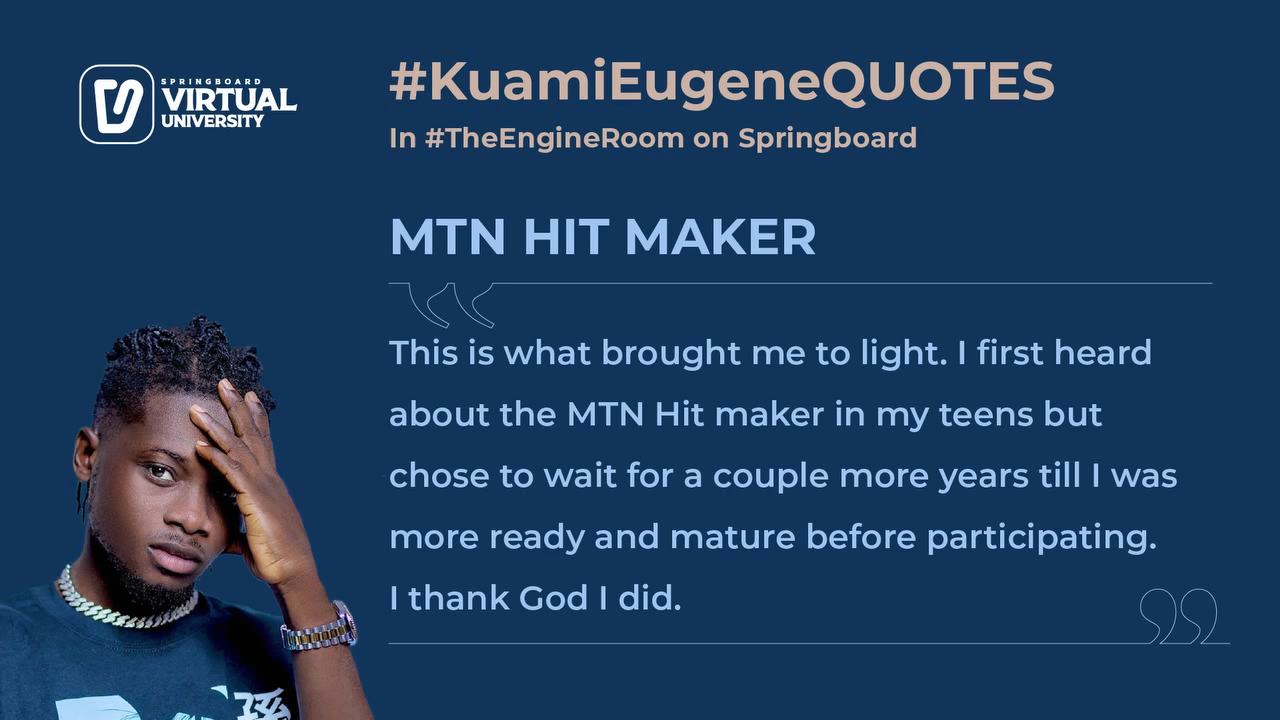 SPRINGBOARD
VIRTUAL
UNIVERSITY
#KuamiEugeneQUOTES
In #TheEngineRoom on Springboard
MTN HIT MAKER
This is what brought me to light. I first heard
about the MTN Hit maker in my teens but
chose to wait for a couple more years till I was
more ready and mature before participating.
I thank God I did.